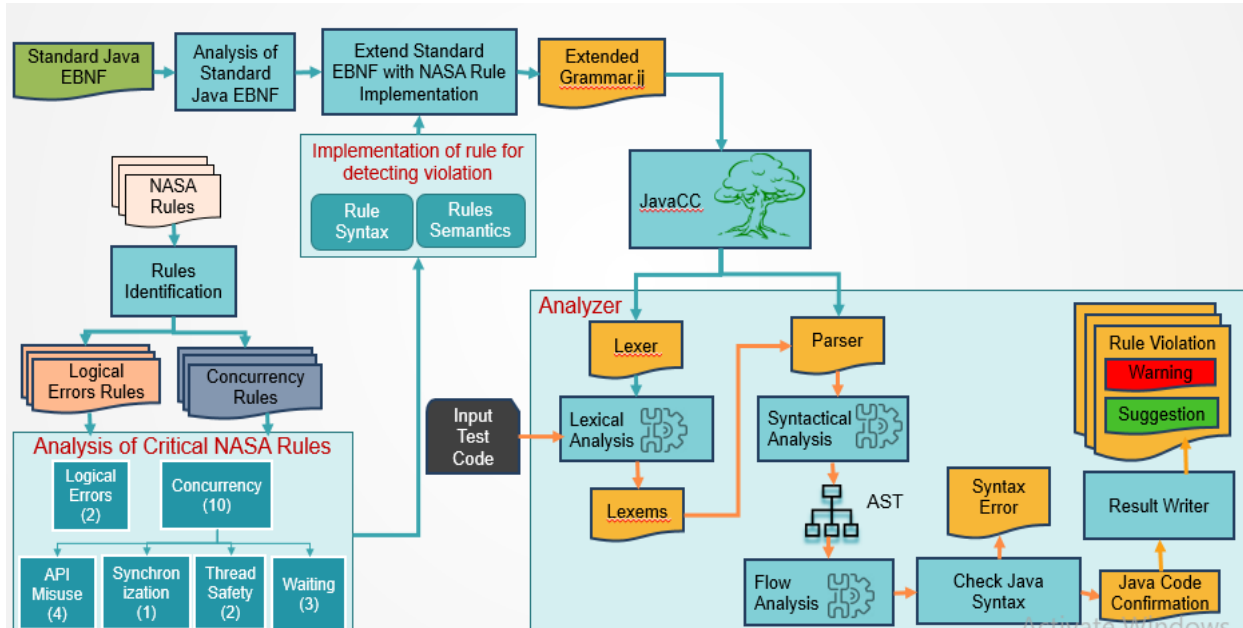 Standard Java
EBNF
Analysis of
Standard
Java EBNF
Extend Standard
EBNF with NASA Rule
Implementation
Extended
Grammar.jj
Implementation of rule for
detecting violation
Rule
Syntax
Rules
Semantics
NASA
Rules
JavaCC
Rules
Identification
Logical
Errors Rules
Concurrency
Rules
Analysis of Critical NASA Rules
Logical
Errors
(2)
Concurrency
(10)
API
Misuse
(4)
Synchron
ization
(1)
Thread
Safety
(2)
Waiting
(3)
Analyzer
Lexer
Parser
Input
Test
Code
Lexical
Analysis
Syntactical
Analysis
Lexems
AST
Flow
Analysis
Syntax
Error
Check Java
Syntax
Java Code
Confirmation
Result Writer
Rule Violation
Warning
Suggestion
Activate Windows